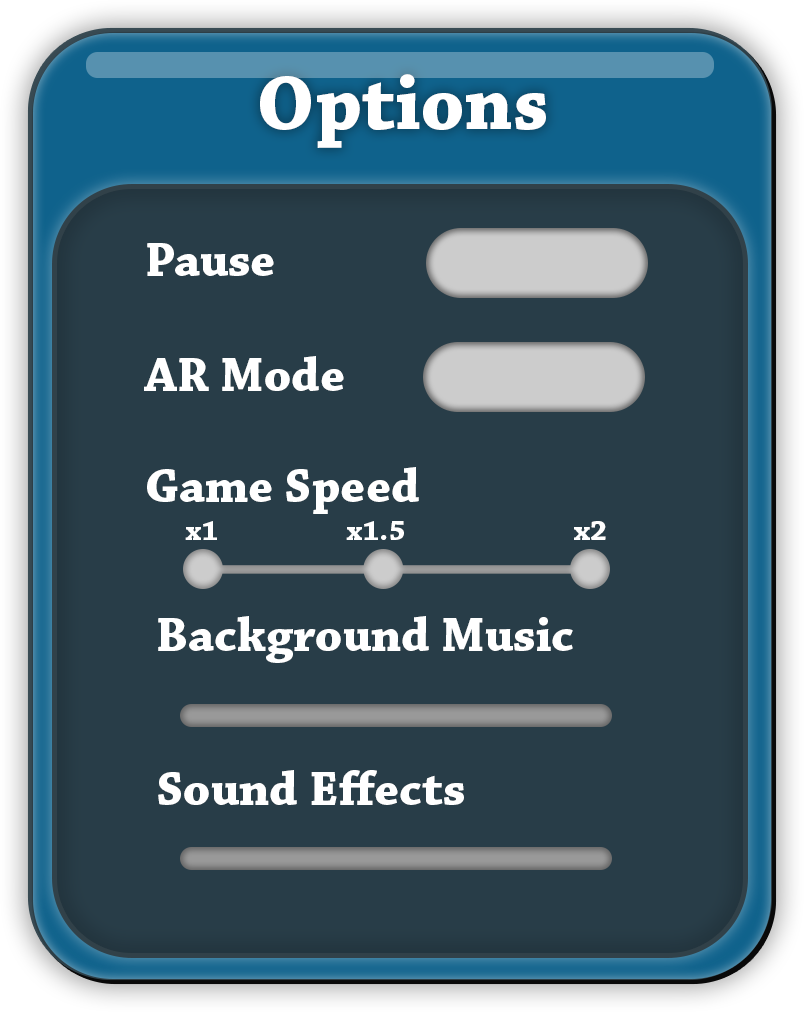 Options
Pause
AR Mode
Game Speed
x1 x1.5 x2
Background Music
Sound Effects